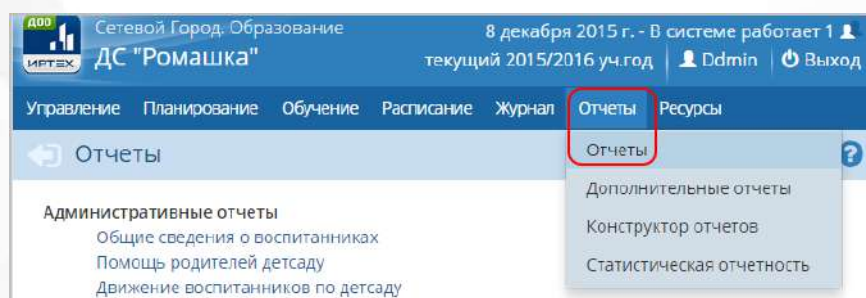 ДОО
Сетевой Город. Образование
8 декабря 2015 г. - В системе работает 1
ИРТЕХ
ДС "Ромашка"
текущий 2015/2016 уч.год
Ddmin
Выход
Управление Планирование Обучение Расписание Журнал Отчеты Ресурсы
Отчеты
Отчеты
?
Дополнительные отчеты
Административные отчеты
Конструктор отчетов
Общие сведения о воспитанниках
Помощь родителей детсаду
Статистическая отчетность
Движение воспитанников по детсаду